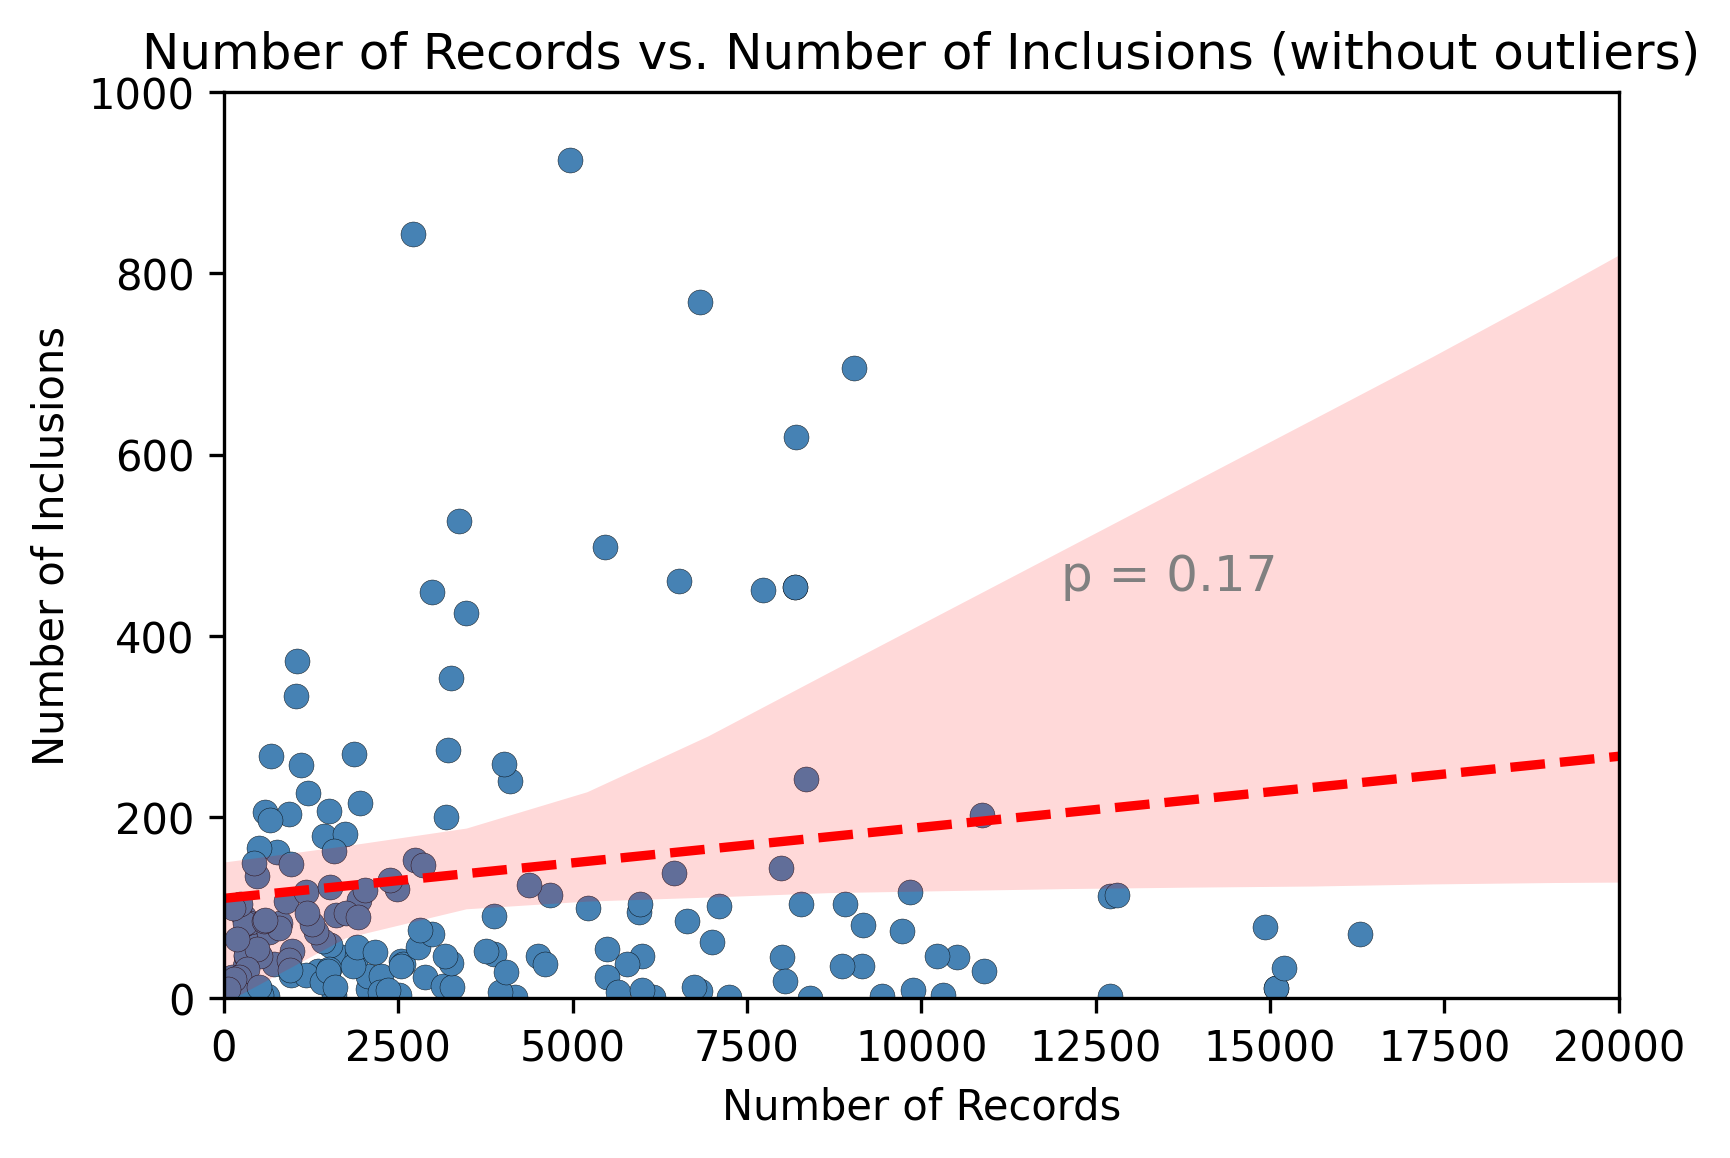 Number of Records vs. Number of Inclusions (without outliers)
1000
800
600
400
200
0
Number of Inclusions
p = 0.17
0 2500 5000 7500 10000 12500 15000 17500 20000
Number of Records